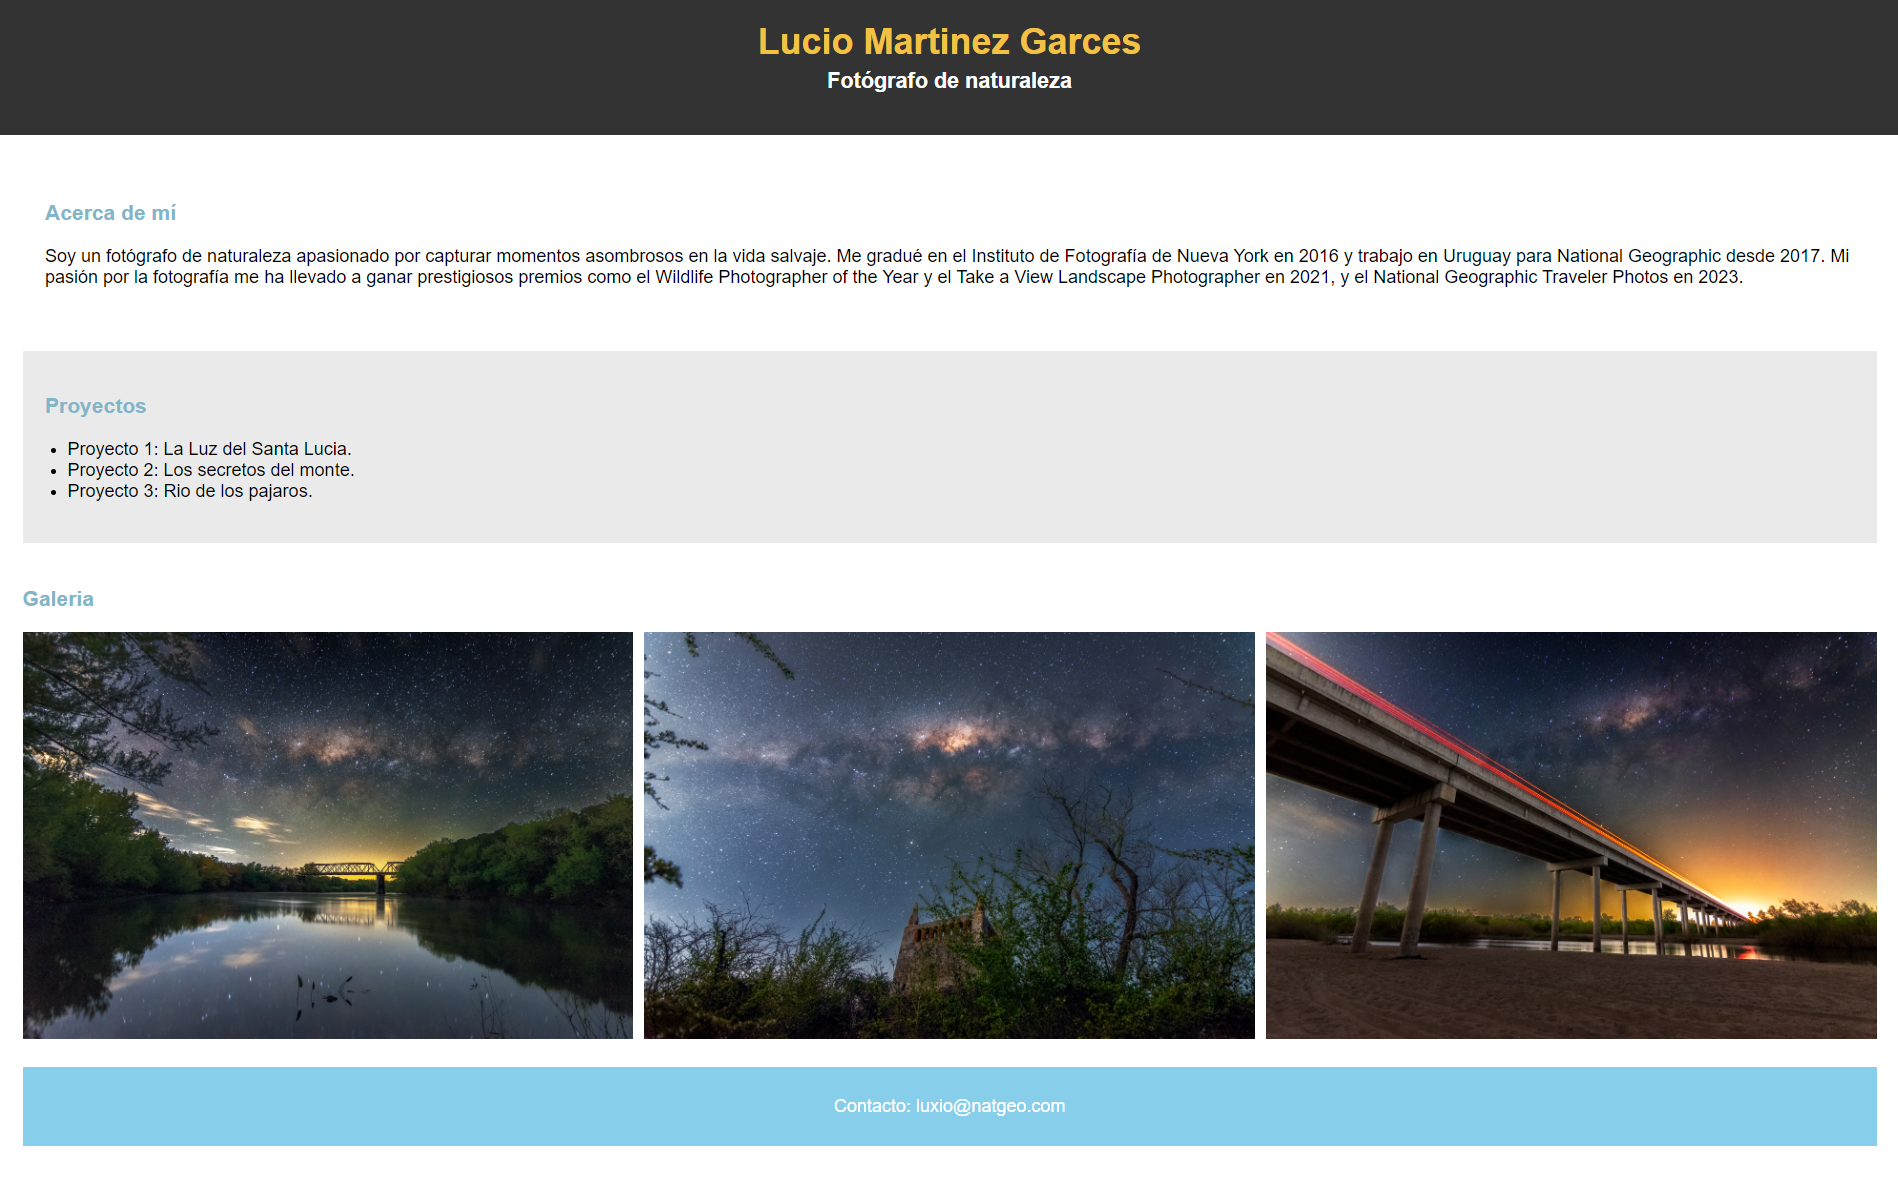 Lucio Martinez Garces
Fotógrafo de naturaleza
Acerca de mí
Soy un fotógrafo de naturaleza apasionado por capturar momentos asombrosos en la vida salvaje. Me gradué en el Instituto de Fotografía de Nueva York en 2016 y trabajo en Uruguay para National Geographic desde 2017. Mi
pasión por la fotografía me ha llevado a ganar prestigiosos premios como el Wildlife Photographer of the Year y el Take a View Landscape Photographer en 2021, y el National Geographic Traveler Photos en 2023.
Proyectos
• Proyecto 1: La Luz del Santa Lucia.
• Proyecto 2: Los secretos del monte.
• Proyecto 3: Rio de los pajaros.
Galeria
Contacto: luxio@natgeo.com